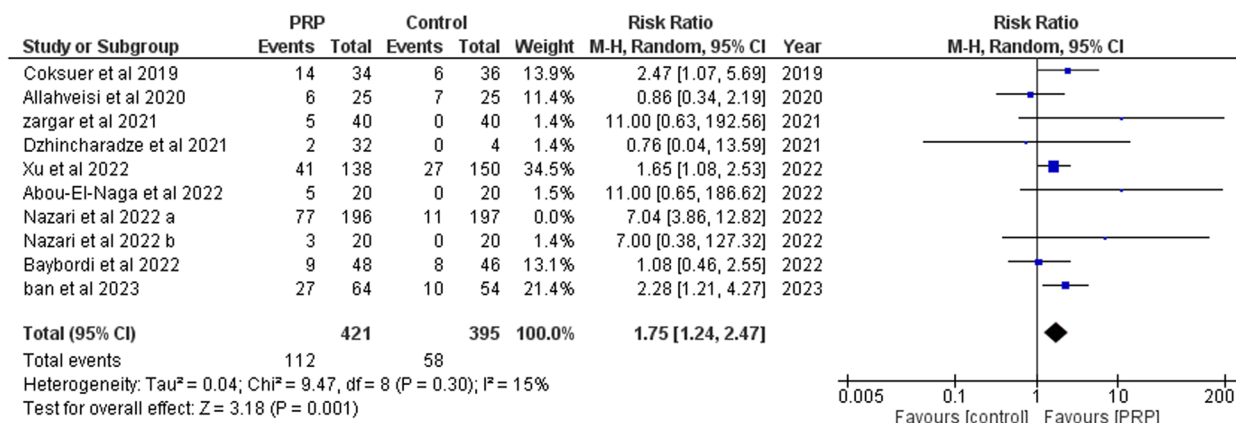 PRP Control Risk Ratio Risk Ratio
Study or Subgroup Events Total Events Total Weight M-H, Random, 95% CI Year M-H, Random, 95% CI
Coksuer et al 2019 14 34 6 36 13.9% 2.47 [1.07, 5.69] 2019
Allahveisi et al 2020 6 25 7 25 11.4% 0.86 [0.34, 2.19] 2020
zargar et al 2021 5 40 0 40 1.4% 11.00 [0.63, 192.56] 2021
Dzhincharadze et al 2021 2 32 0 4 1.4% 0.76 [0.04, 13.59] 2021
Xu et al 2022 41 138 27 150 34.5% 1.65 [1.08, 2.53] 2022
Abou-El-Naga et al 2022 5 20 0 20 1.5% 11.00 [0.65, 186.62] 2022
Nazari et al 2022 a 77 196 11 197 0.0% 7.04 [3.86, 12.82] 2022
Nazari et al 2022 b 3 20 0 20 1.4% 7.00 [0.38, 127.32] 2022
Baybordi et al 2022 9 48 8 46 13.1% 1.08 [0.46, 2.55] 2022
ban et al 2023 27 64 10 54 21.4% 2.28 [1.21, 4.27] 2023
Total (95% CI) 421 395 100.0% 1.75 [1.24, 2.47]
Total events 112 58
Heterogeneity: Tau² = 0.04; Chi² = 9.47, df = 8 (P = 0.30); I² = 15%
Test for overall effect: Z = 3.18 (P = 0.001)
0.005 0.1 1 10 200
Favours [control] Favours [PRP]